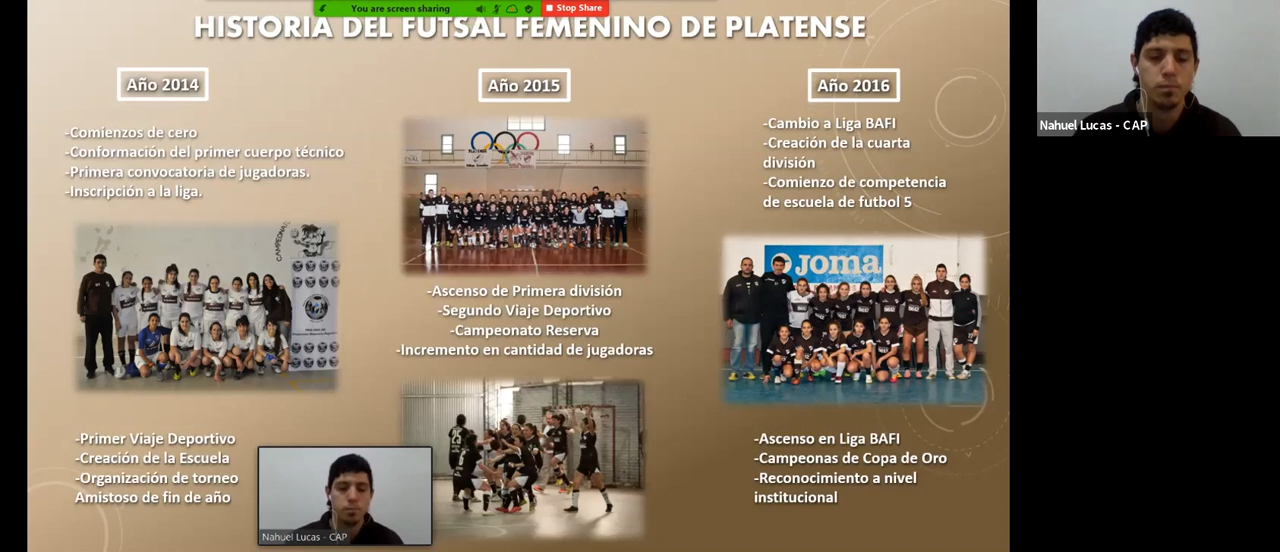 You are screen sharing
Stop Share
HISTORIA DEL FUTSAL FEMENINO DE PLATENSE
Año 2014
-Comienzos de cero
-Conformación del primer cuerpo técnico
-Primera convocatoria de jugadoras.
-Inscripción a la liga.
-Primer Viaje Deportivo
-Creación de la Escuela
-Organización de torneo
Amistoso de fin de año
Año 2015
-Ascenso de Primera división
-Segundo Viaje Deportivo
-Campeonato Reserva
-Incremento en cantidad de jugadoras
25
Año 2016
-Cambio a Liga BAFI
-Creación de la cuarta
división
-Comienzo de competencia
de escuela de futbol 5
JOMA
-Ascenso en Liga BAFI
-Campeonas de Copa de Oro
-Reconocimiento a nivel
institucional
Nahuel Lucas - CAP
Nahuel Lucas - CAP